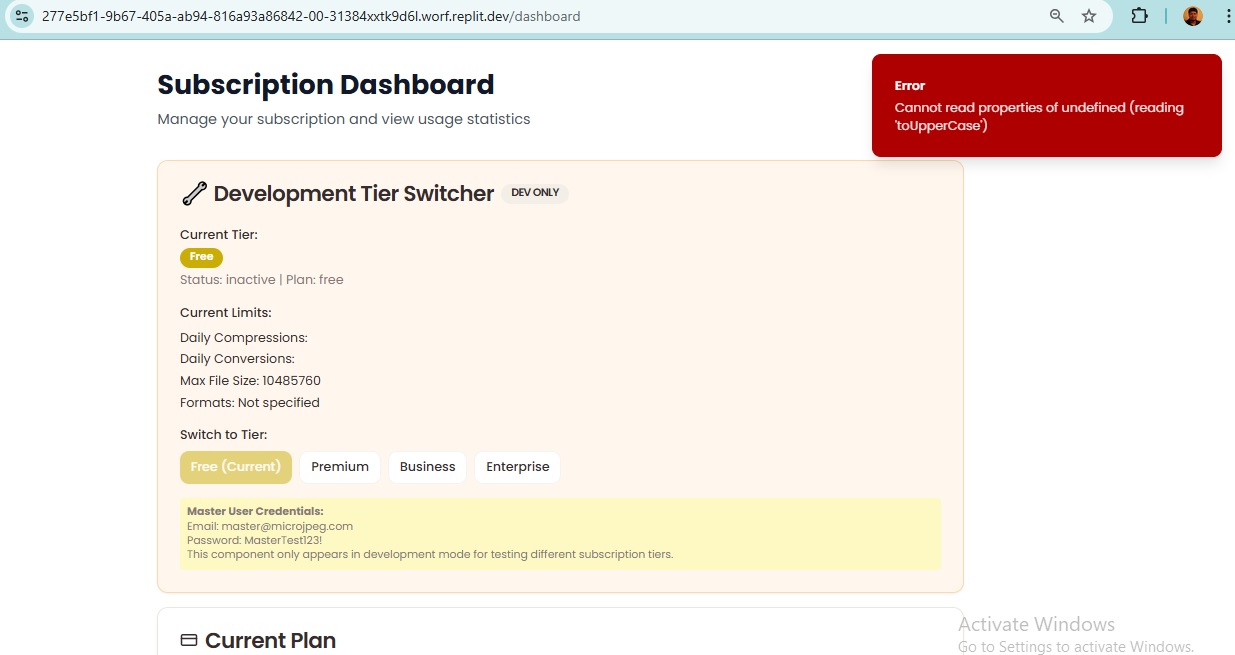 277e5bf1-9b67-405a-ab94-816a93a86842-00-31384xxtk9d6l.worf.replit.dev/dashboard
Subscription Dashboard
Manage your subscription and view usage statistics
Error
Cannot read properties of undefined (reading
'toUpperCase')
Development Tier Switcher DEV ONLY
Current Tier:
Free
Status: inactive | Plan: free
Current Limits:
Daily Compressions:
Daily Conversions:
Max File Size: 10485760
Formats: Not specified
Switch to Tier:
Free (Current) Premium Business Enterprise
Master User Credentials:
Email: master@microjpeg.com
Password: MasterTest123!
This component only appears in development mode for testing different subscription tiers.
Current Plan
Activate Windows
Go to Settings to activate Windows.